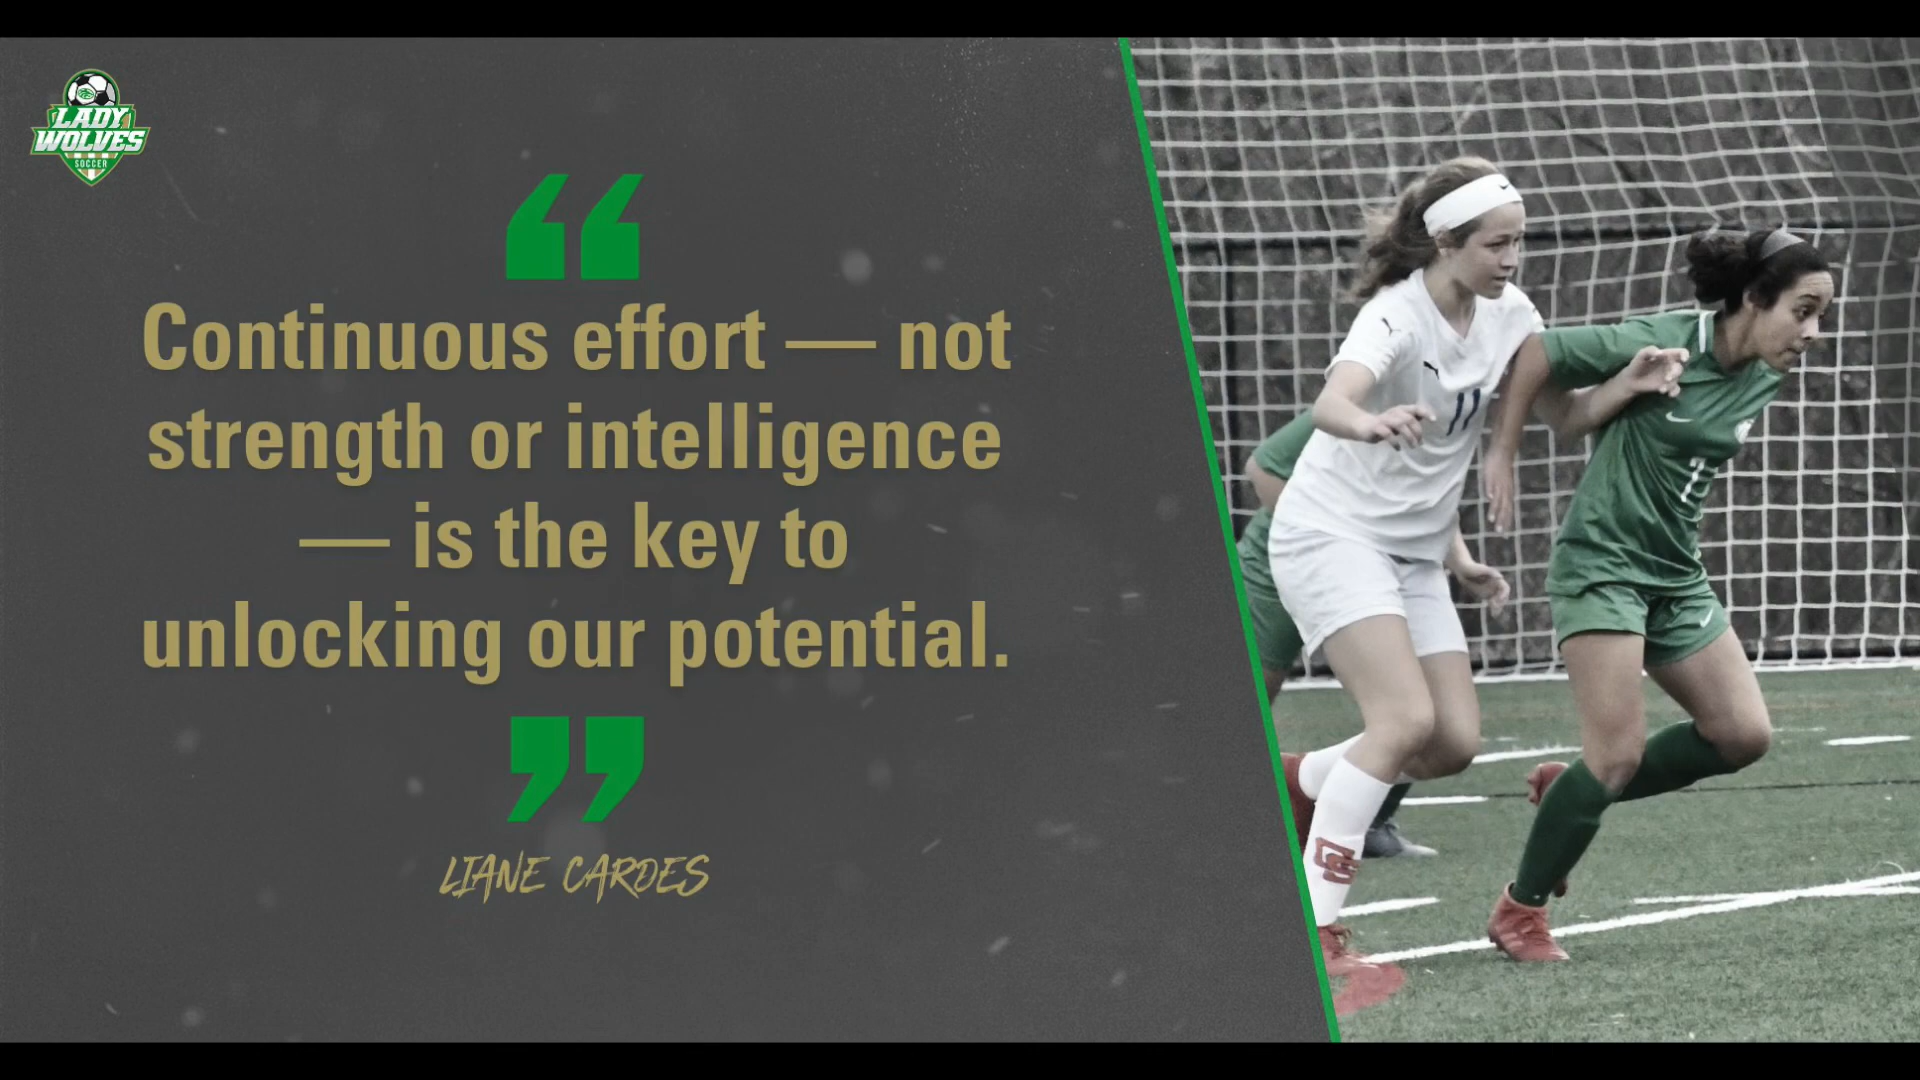 LADY
WOLVES
SOCCER
“
Continuous effort — not
strength or intelligence
— is the key to
unlocking our potential.
”
LIANE CARDES
11